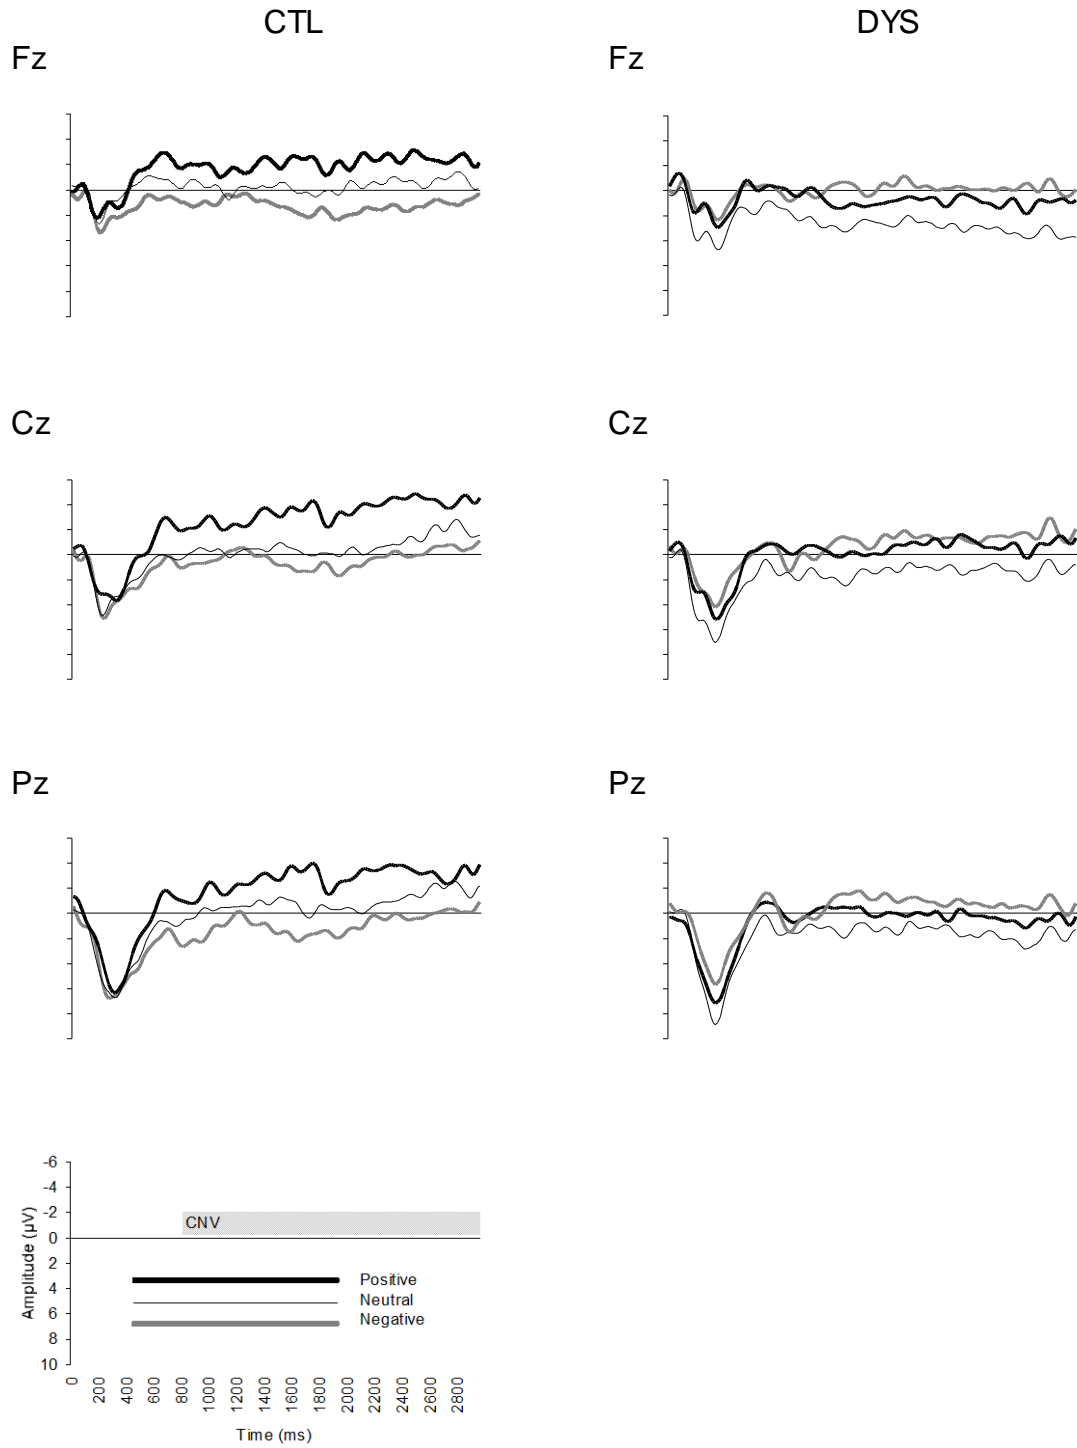 CTL DYS
Fz Fz
Cz Cz
Pz Pz
-6
-4
-2
0
2
4
6
8
10
Amplitude (µV)
CNV
Positive
Neutral
Negative
0 200 400 600 800 1000 1200 1400 1600 1800 2000 2200 2400 2600 2800
Time (ms)